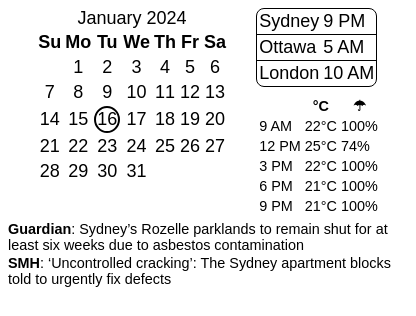 January 2024
Su Mo Tu We Th Fr Sa
1 2 3 4 5 6
7 8 9 10 11 12 13
14 15 16 17 18 19 20
21 22 23 24 25 26 27
28 29 30 31
Sydney 9 PM
Ottawa 5 AM
London 10 AM
°C ☂
9 AM 22°C 100%
12 PM 25°C 74%
3 PM 22°C 100%
6 PM 21°C 100%
9 PM 21°C 100%
Guardian: Sydney’s Rozelle parklands to remain shut for at
least six weeks due to asbestos contamination
SMH: ‘Uncontrolled cracking’: The Sydney apartment blocks
told to urgently fix defects